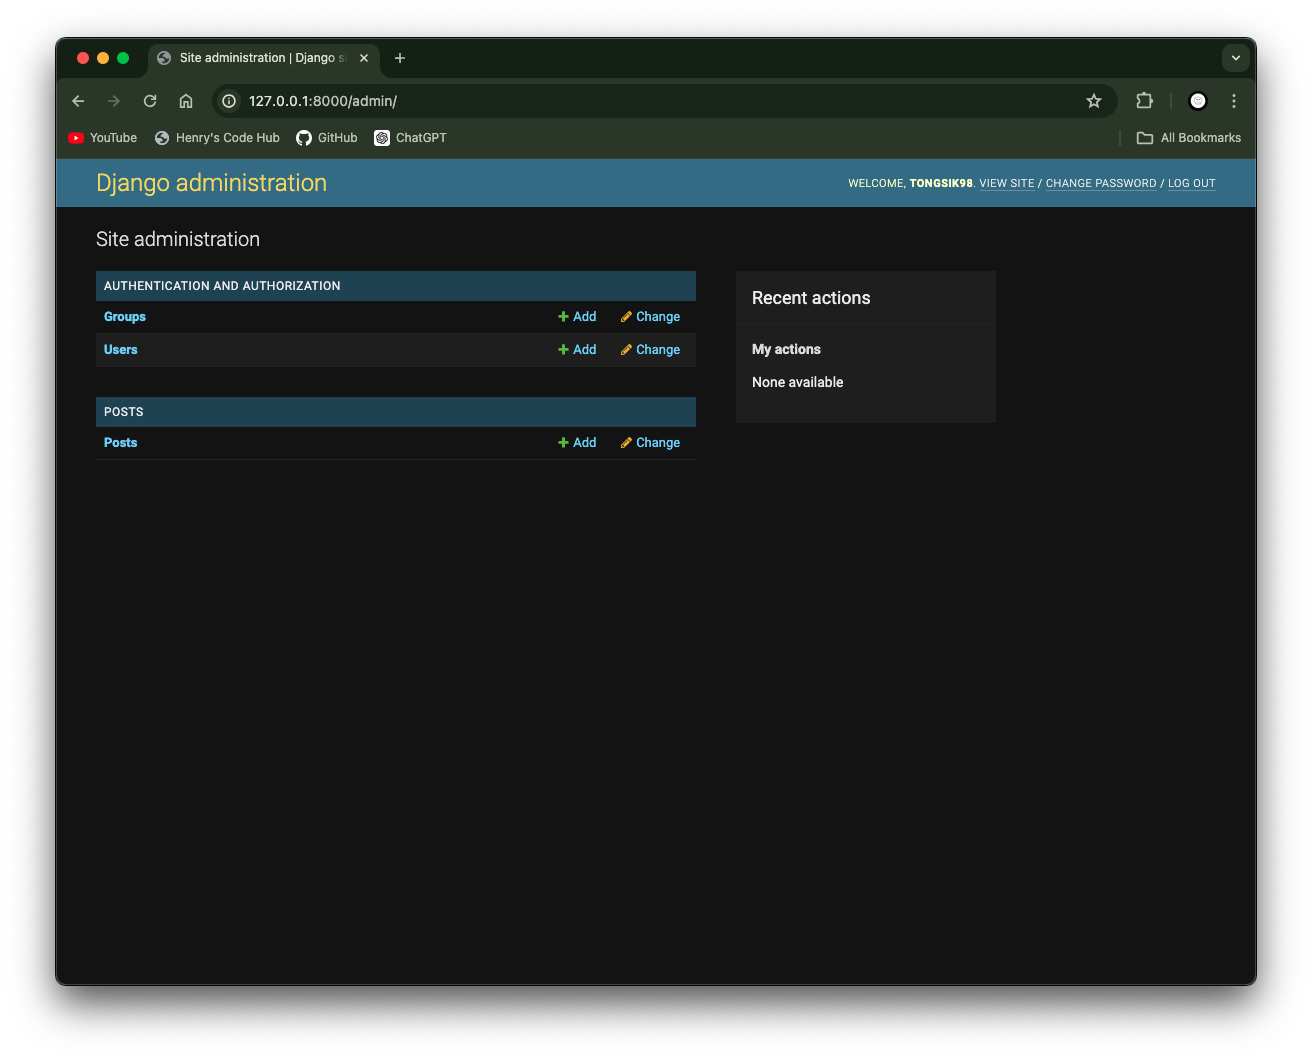 Site administration | Django s
127.0.0.1:8000/admin/
YouTube Henry's Code Hub GitHub ChatGPT All Bookmarks
Django administration
WELCOME, TONGSIK98. VIEW SITE / CHANGE PASSWORD / LOG OUT
Site administration
AUTHENTICATION AND AUTHORIZATION
Groups Add Change
Users Add Change
POSTS
Posts Add Change
Recent actions
My actions
None available